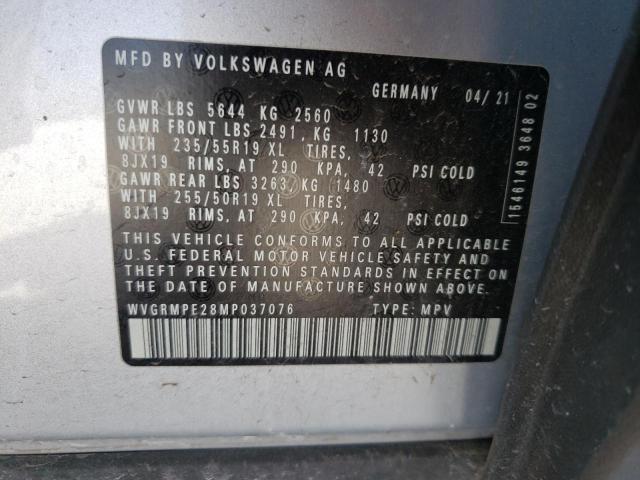 MFD BY VOLKSWAGEN AG
GERMANY 04/ 21
GVWR LBS 5644 KG 2560
GAWR FRONT LBS 2491, KG 1130
WITH 235/55R19 XL TIRES,
8JX19 RIMS, AT 290 KPA, 42 PSI COLD
GAWR REAR LBS 3263, KG 1480
WITH 255/50R19 XL TIRES,
8JX19 RIMS, AT 290 KPA, 42 PSI COLD
THIS VEHICLE CONFORMS TO ALL APPLICABLE
U.S. FEDERAL MOTOR VEHICLE SAFETY AND
THEFT PREVENTION STANDARDS IN EFFECT ON
THE DATE OF MANUFACTURE SHOWN ABOVE.
WVGRMPE28MP037076 TYPE: MPV
1546149 3648 02